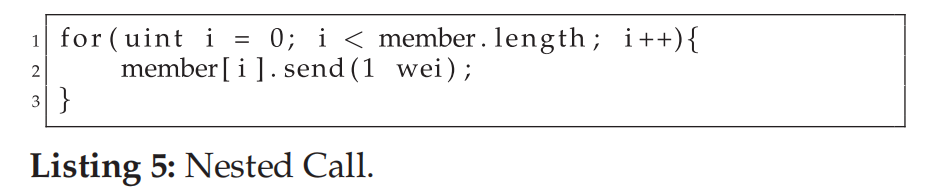 1 for(uint i = 0; i < member.length; i++){
2 member[i].send(1 wei);
3 }
Listing 5: Nested Call.